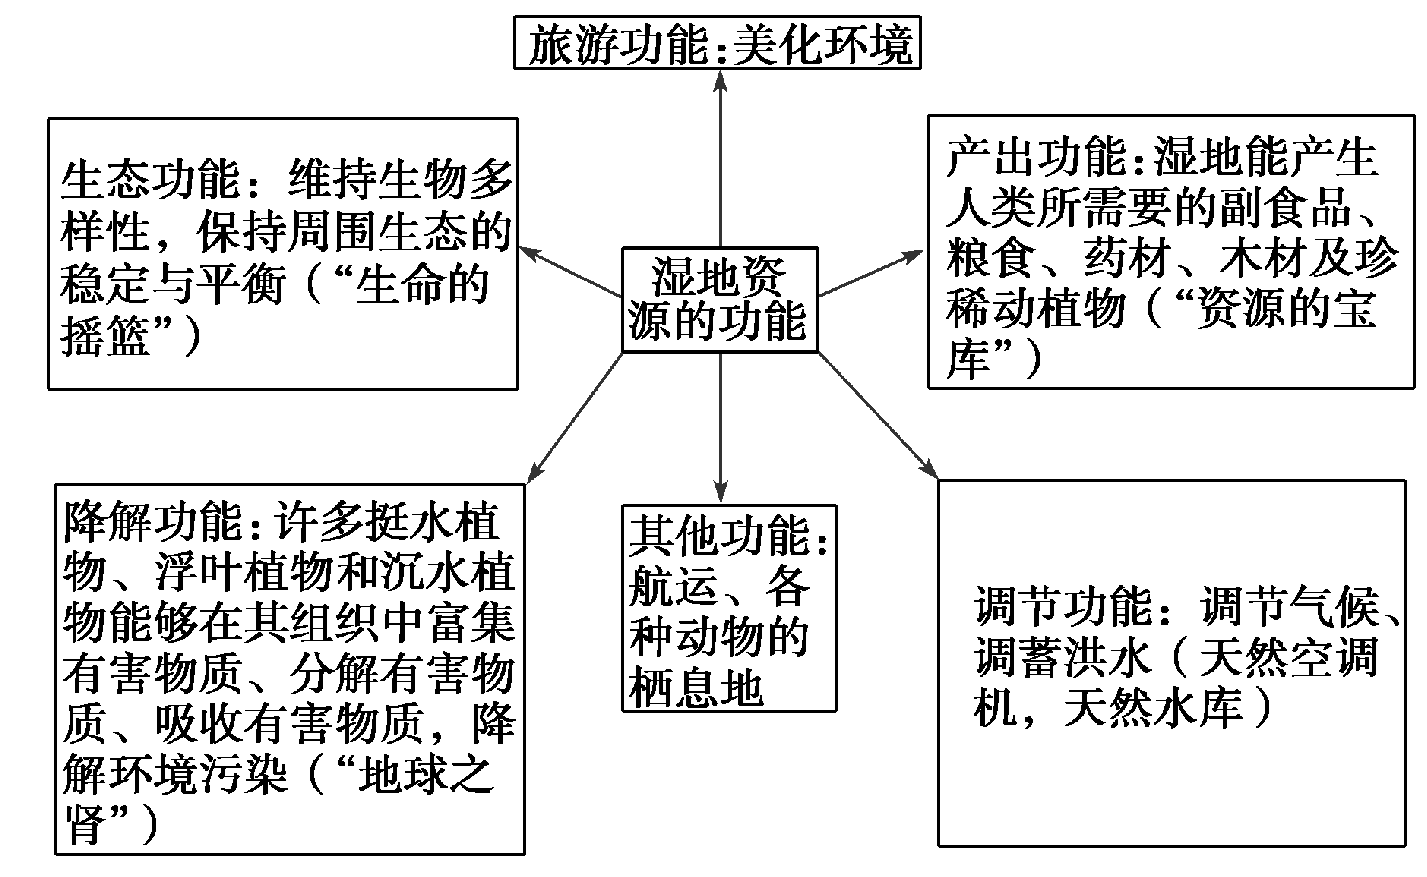 旅游功能：美化环境
生态功能：维持生物多
样性，保持周围生态的
稳定与平衡（“生命的
摇篮”）
产出功能：湿地能产生
人类所需要的副食品、
粮食、药材、木材及珍
稀动植物（“资源的宝
库”）
湿地资
源的功能
降解功能：许多挺水植
物、浮叶植物和沉水植
物能够在其组织中富集
有害物质、分解有害物
质、吸收有害物质，降
解环境污染（“地球之
肾”）
其他功能：
航运、各
种动物的
栖息地
调节功能：调节气候、
调蓄洪水（天然空调
机，天然水库）